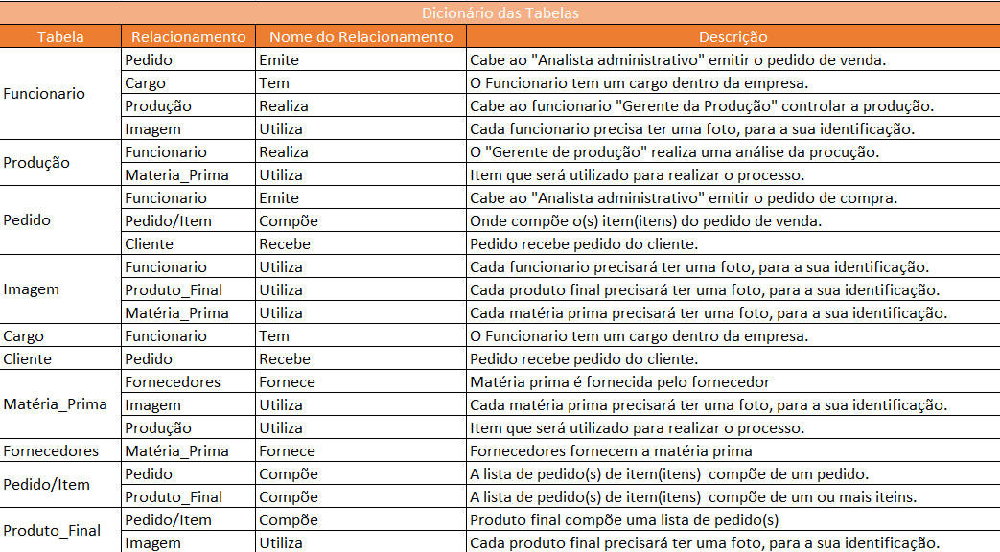 Dicionário das Tabelas
Tabela Relacionamento Nome do Relacionamento Descrição
Funcionario
Pedido Emite Cabe ao "Analista administrativo" emitir o pedido de venda.
Cargo Tem O Funcionario tem um cargo dentro da empresa.
Produção Realiza Cabe ao funcionario "Gerente da Produção" controlar a produção.
Imagem Utiliza Cada funcionario precisa ter uma foto, para a sua identificação.
Produção
Funcionario Realiza O "Gerente de produção" realiza uma análise da procução.
Materia_Prima Utiliza Item que será utilizado para realizar o processo.
Pedido
Funcionario Emite Cabe ao "Analista administrativo" emitir o pedido de compra.
Pedido/Item Compõe Onde compõe o(s) item(itens) do pedido de venda.
Cliente Recebe Pedido recebe pedido do cliente.
Imagem
Funcionario Utiliza Cada funcionario precisará ter uma foto, para a sua identificação.
Produto_Final Utiliza Cada produto final precisará ter uma foto, para a sua identificação.
Matéria_Prima Utiliza Cada matéria prima precisará ter uma foto, para a sua identificação.
Cargo Funcionario Tem O Funcionario tem um cargo dentro da empresa.
Cliente Pedido Recebe Pedido recebe pedido do cliente.
Matéria_Prima
Fornecedores Fornece Matéria prima é fornecida pelo fornecedor
Imagem Utiliza Cada matéria prima precisará ter uma foto, para a sua identificação.
Produção Utiliza Item que será utilizado para realizar o processo.
Fornecedores Matéria_Prima Fornece Fornecedores fornecem a matéria prima
Pedido/Item
Pedido Compõe A lista de pedido(s) de item(itens)  compõe de um pedido.
Produto_Final Compõe A lista de pedido(s) de item(itens)  compõe de um ou mais iteins.
Produto_Final
Pedido/Item Compõe Produto final compõe uma lista de pedido(s)
Imagem Utiliza Cada produto final precisará ter uma foto, para a sua identificação.